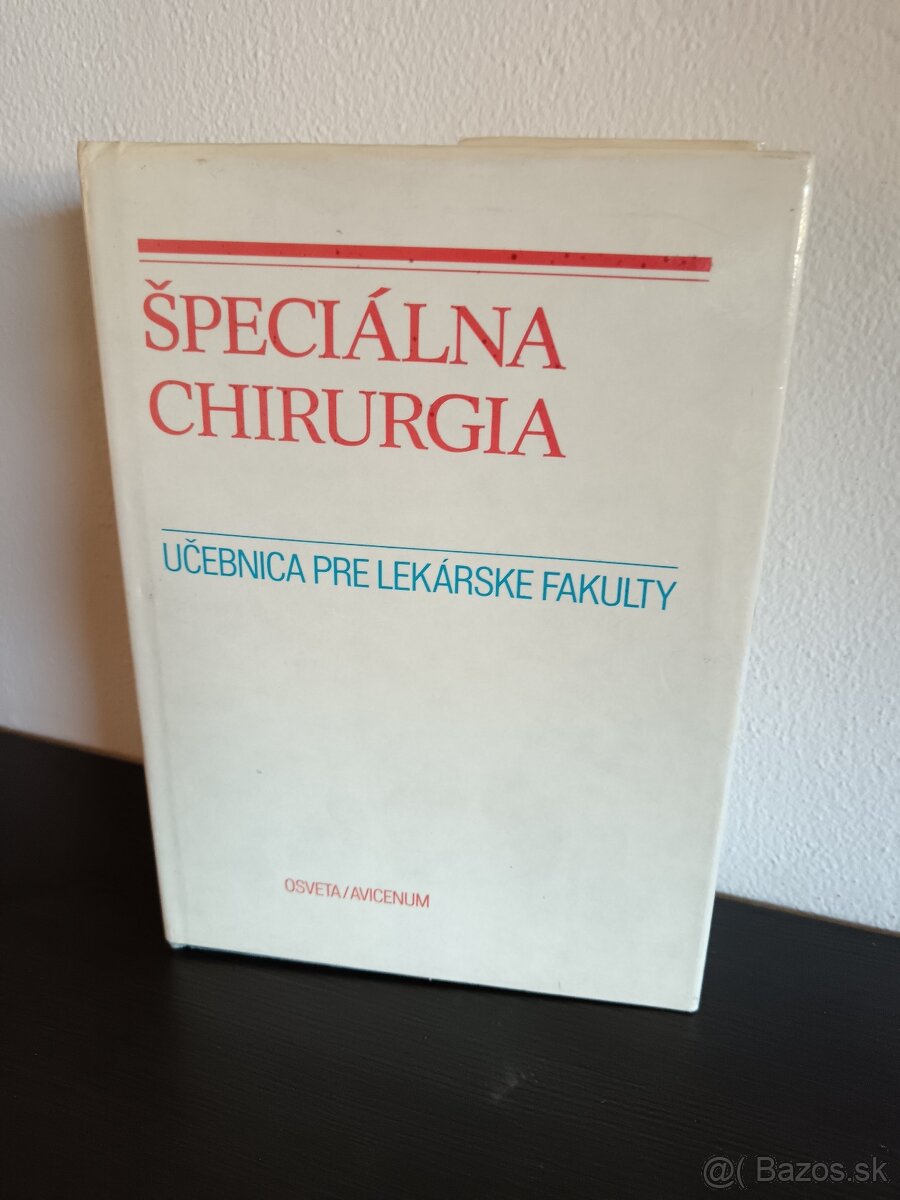 ŠPECIÁLNA
CHIRURGIA
UČEBNICA PRE LEKÁRSKE FAKULTY
OSVETA/AVICENUM
@( Bazos.sk